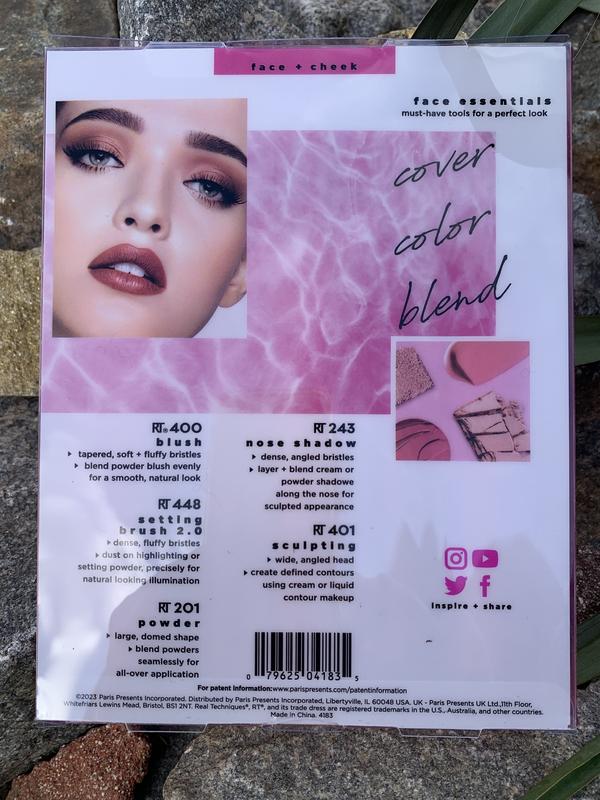 face + cheek
face essentials
must-have tools for a perfect look
cover
color
blend
RT® 400
blush
▸ tapered, soft + fluffy bristles
▸ blend powder blush evenly
for a smooth, natural look
RT 448
setting
brush 2.0
▸ dense, fluffy bristles
▸ dust on highlighting or
setting powder, precisely for
natural looking illumination
RT 201
powder
▸ large, domed shape
▸ blend powders
seamlessly for
all-over application
RT 243
nose shadow
▸ dense, angled bristles
▸ layer + blend cream or
powder shadowe
along the nose for
sculpted appearance
RT 401
sculpting
▸ wide, angled head
▸ create defined contours
using cream or liquid
contour makeup
inspire + share
0 79625 04183 5
For patent information:www.parispresents.com/patentinformation
©2023 Paris Presents Incorporated. Distributed by Paris Presents Incorporated, Libertyville, IL 60048 USA. UK - Paris Presents UK Ltd.,11th Floor,
Whitefriars Lewins Mead, Bristol, BS1 2NT. Real Techniques®, RT®, and its trade dress are registered trademarks in the U.S., Australia, and other countries.
Made in China. 4183